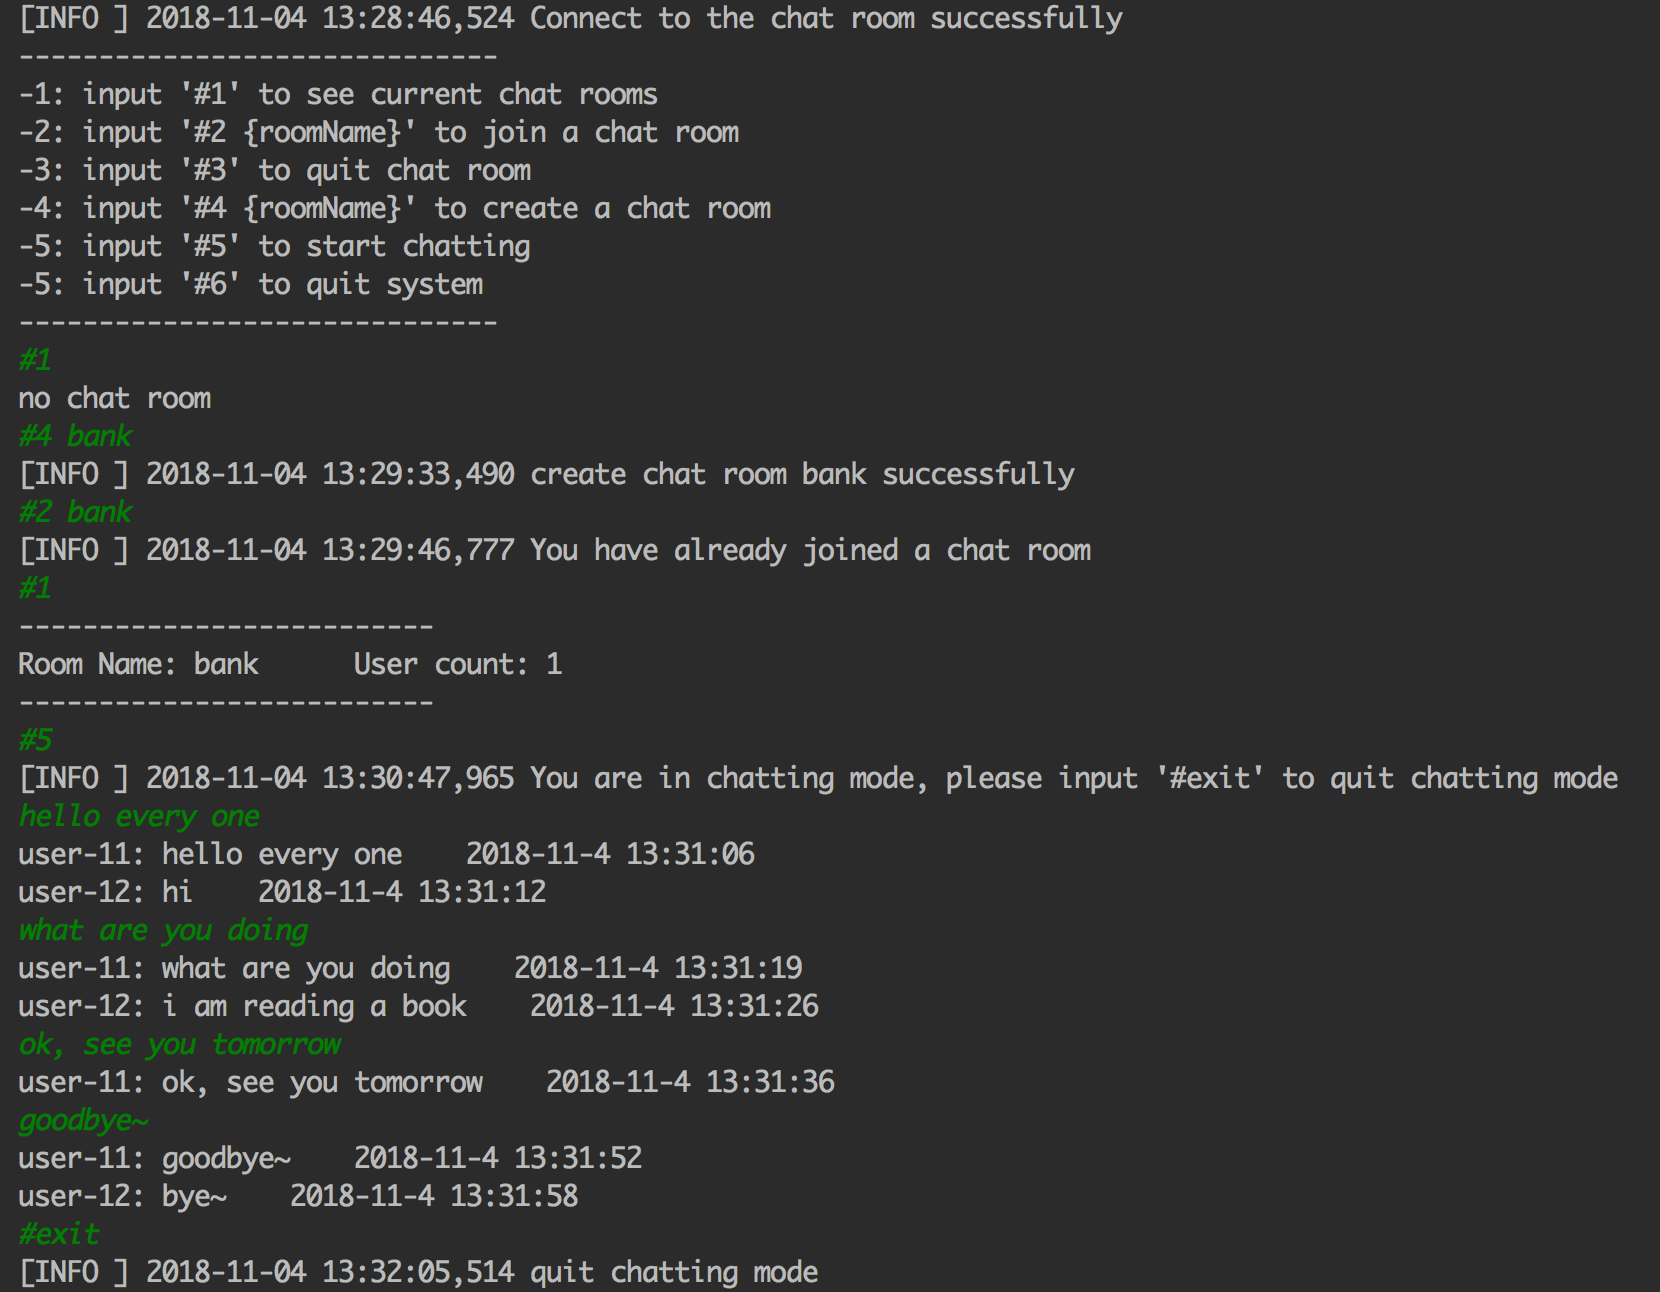 [INFO ] 2018-11-04 13:28:46,524 Connect to the chat room successfully
------------------------------
-1: input '#1' to see current chat rooms
-2: input '#2 {roomName}' to join a chat room
-3: input '#3' to quit chat room
-4: input '#4 {roomName}' to create a chat room
-5: input '#5' to start chatting
-5: input '#6' to quit system
------------------------------
#1
no chat room
#4 bank
[INFO ] 2018-11-04 13:29:33,490 create chat room bank successfully
#2 bank
[INFO ] 2018-11-04 13:29:46,777 You have already joined a chat room
#1
--------------------------
Room Name: bank      User count: 1
--------------------------
#5
[INFO ] 2018-11-04 13:30:47,965 You are in chatting mode, please input '#exit' to quit chatting mode
hello every one
user-11: hello every one    2018-11-4 13:31:06
user-12: hi    2018-11-4 13:31:12
what are you doing
user-11: what are you doing    2018-11-4 13:31:19
user-12: i am reading a book    2018-11-4 13:31:26
ok, see you tomorrow
user-11: ok, see you tomorrow    2018-11-4 13:31:36
goodbye~
user-11: goodbye~    2018-11-4 13:31:52
user-12: bye~    2018-11-4 13:31:58
#exit
[INFO ] 2018-11-04 13:32:05,514 quit chatting mode